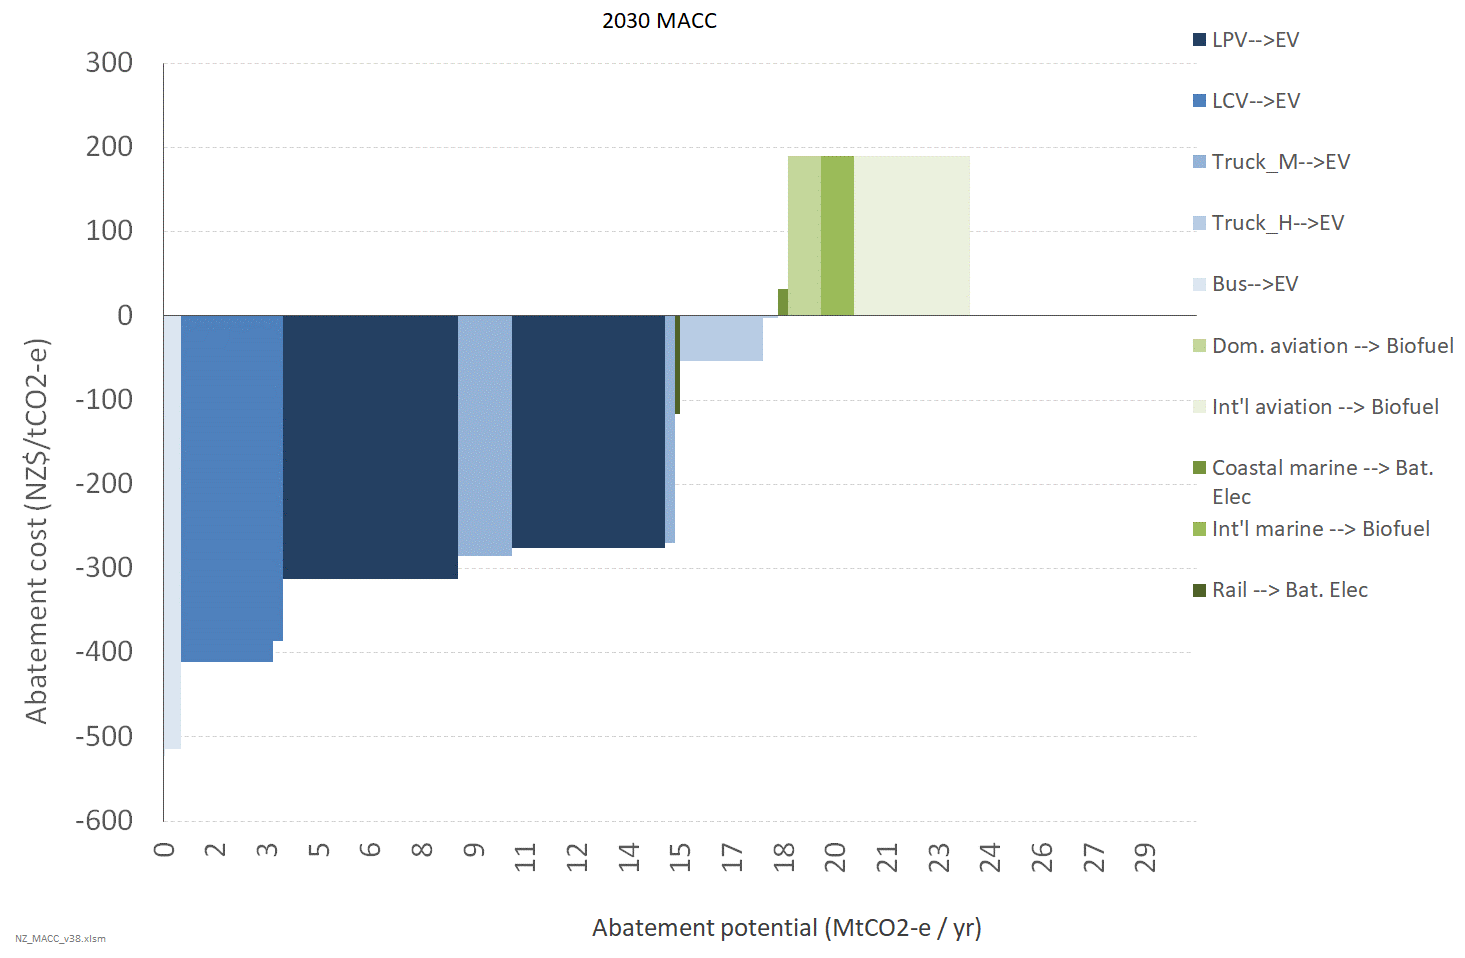 2030 MACC
300
200
100
0
-100
-200
-300
-400
-500
-600
Abatement cost (NZ$/tCO2-e)
0 2 3 5 6 8 9 11 12 14 15 17 18 20 21 23 24 26 27 29
Abatement potential (MtCO2-e / yr)
LPV-->EV
LCV-->EV
Truck_M-->EV
Truck_H-->EV
Bus-->EV
Dom. aviation --> Biofuel
Int'l aviation --> Biofuel
Coastal marine --> Bat.
Elec
Int'l marine --> Biofuel
Rail --> Bat. Elec
NZ_MACC_v38.xlsm